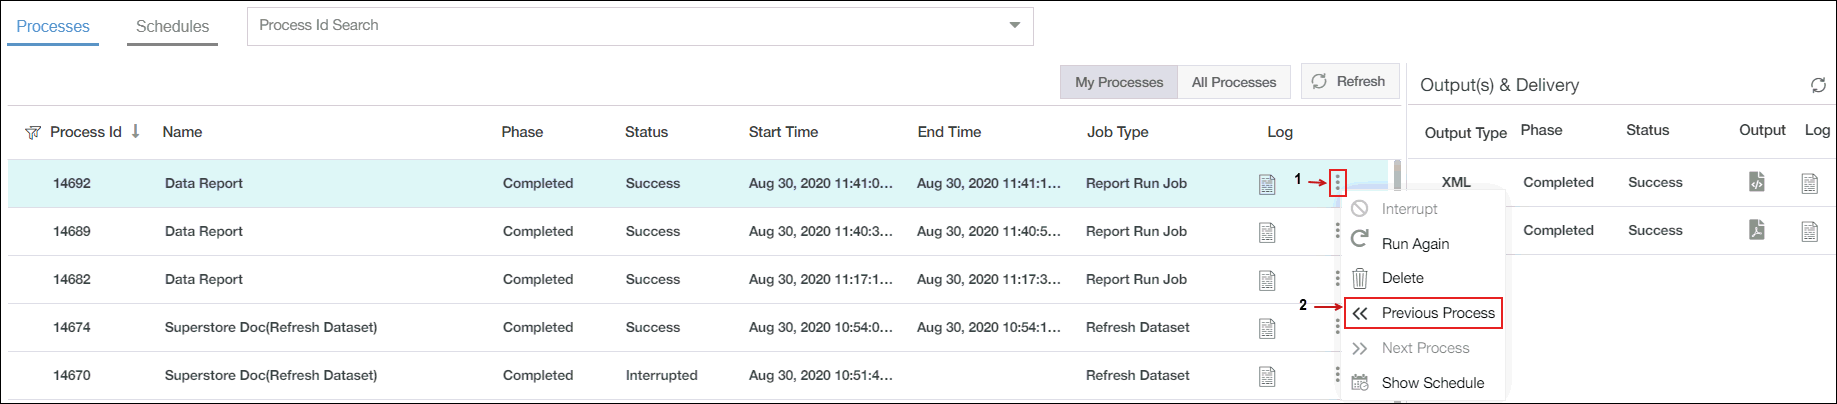 Processes Schedules Process Id Search
My Processes All Processes Refresh Output(s) & Delivery
Process Id Name Phase Status Start Time End Time Job Type Log Output Type Phase Status Output Log
14692 Data Report Completed Success Aug 30, 2020 11:41:0... Aug 30, 2020 11:41:1... Report Run Job 1 XML Completed Success
Interrupt
14689 Data Report Completed Success Aug 30, 2020 11:40:3... Aug 30, 2020 11:40:5... Report Run Job Completed Success
Run Again
14682 Data Report Completed Success Aug 30, 2020 11:17:1... Aug 30, 2020 11:17:3... Report Run Job Delete
2 Previous Process
14674 Superstore Doc(Refresh Dataset) Completed Success Aug 30, 2020 10:54:0... Aug 30, 2020 10:54:1... Refresh Dataset
Next Process
14670 Superstore Doc(Refresh Dataset) Completed Interrupted Aug 30, 2020 10:51:4... Refresh Dataset
Show Schedule